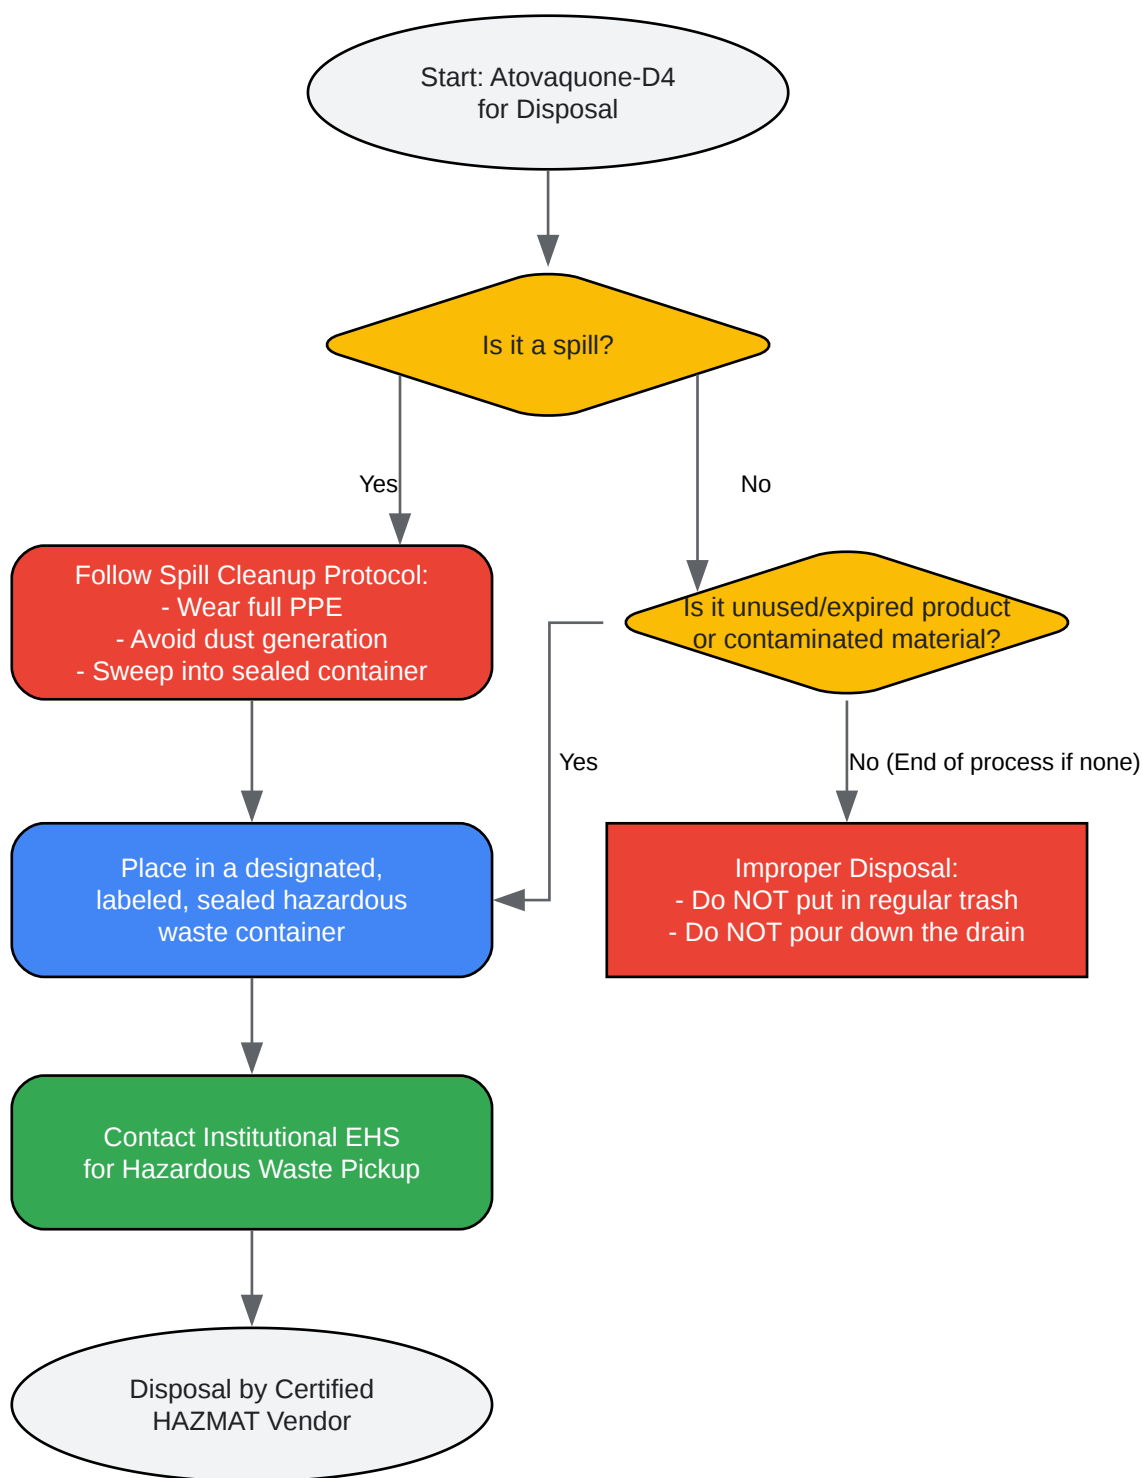 Start: Atovaquone-D4
for Disposal
Is it a spill?
Yes
No
Follow Spill Cleanup Protocol:
- Wear full PPE
- Avoid dust generation
- Sweep into sealed container
Is it unused/expired product
or contaminated material?
Yes
No (End of process if none)
Place in a designated,
labeled, sealed hazardous
waste container
Improper Disposal:
- Do NOT put in regular trash
- Do NOT pour down the drain
Contact Institutional EHS
for Hazardous Waste Pickup
Disposal by Certified
HAZMAT Vendor